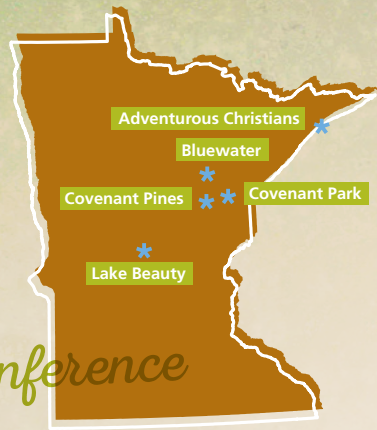 Adventurous Christians
Bluewater
Covenant Pines
Covenant Park
Lake Beauty
nference